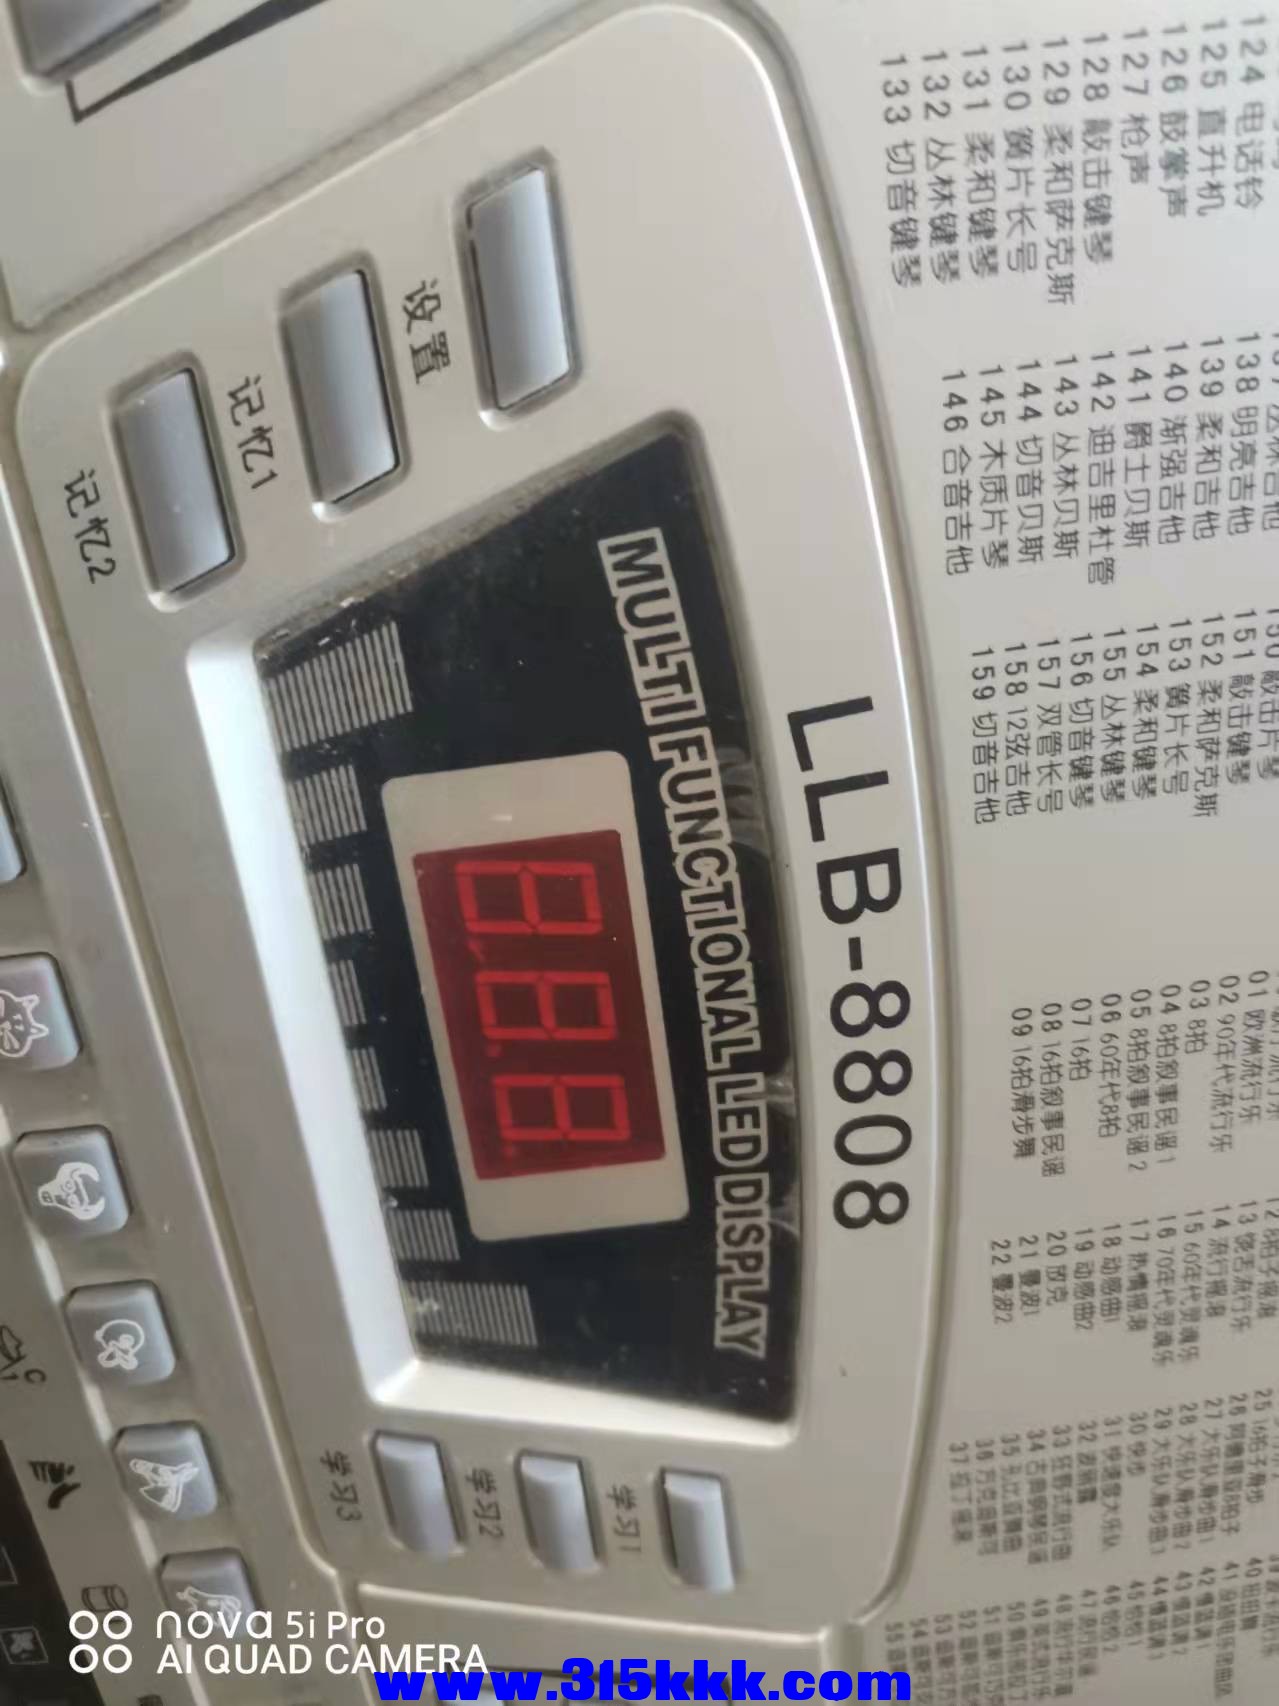 124 电话铃
125 直升机
126 鼓掌声
127 枪声
128 敲击键琴
129 柔和萨克斯
130 簧片长号
131 柔和键琴
132 丛林键琴
133 切音键琴
138 明亮吉他
139 柔和吉他
140 渐强吉他
141 爵士贝斯
142 迪吉里杜管
143 丛林贝斯
144 切音贝斯
145 木质片琴
146 合音吉他
151 敲击键琴
152 柔和萨克斯
153 簧片长号
154 柔和键琴
155 丛林键琴
156 切音键琴
157 双管长号
158 12弦吉他
159 切音吉他
01 欧洲流行乐
02 90年代流行乐
03 8拍
04 8拍叙事民谣1
05 8拍叙事民谣2
06 60年代8拍
07 16拍
08 16拍叙事民谣
09 16拍滑步舞
14 流行摇滚
15 60年代灵魂乐
16 70年代灵魂乐
17 热情摇滚
18 动感曲1
19 动感曲2
20 放克
21 曼波1
22 曼波2
30 快步
LLB-8808
MULTI FUNCTIONAL LED DISPLAY
8.8.8
设置
记忆1
记忆2
学习1
学习2
学习3
C
1
nova 5i Pro
AI QUAD CAMERA
www.315kkk.com